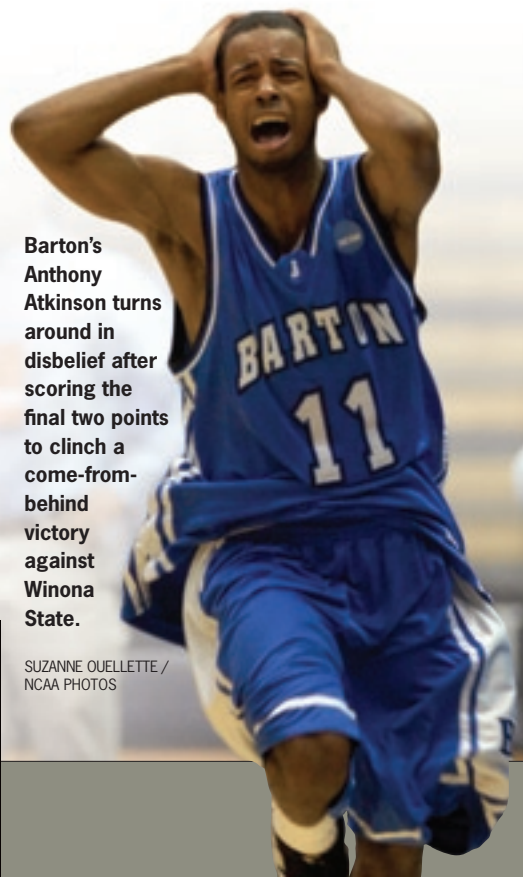 Barton's
Anthony
Atkinson turns
around in
disbelief after
scoring the
final two points
to clinch a
come-from-
behind
victory
against
Winona
State.
SUZANNE OUELLETTE /
NCAA PHOTOS
BARTON
11